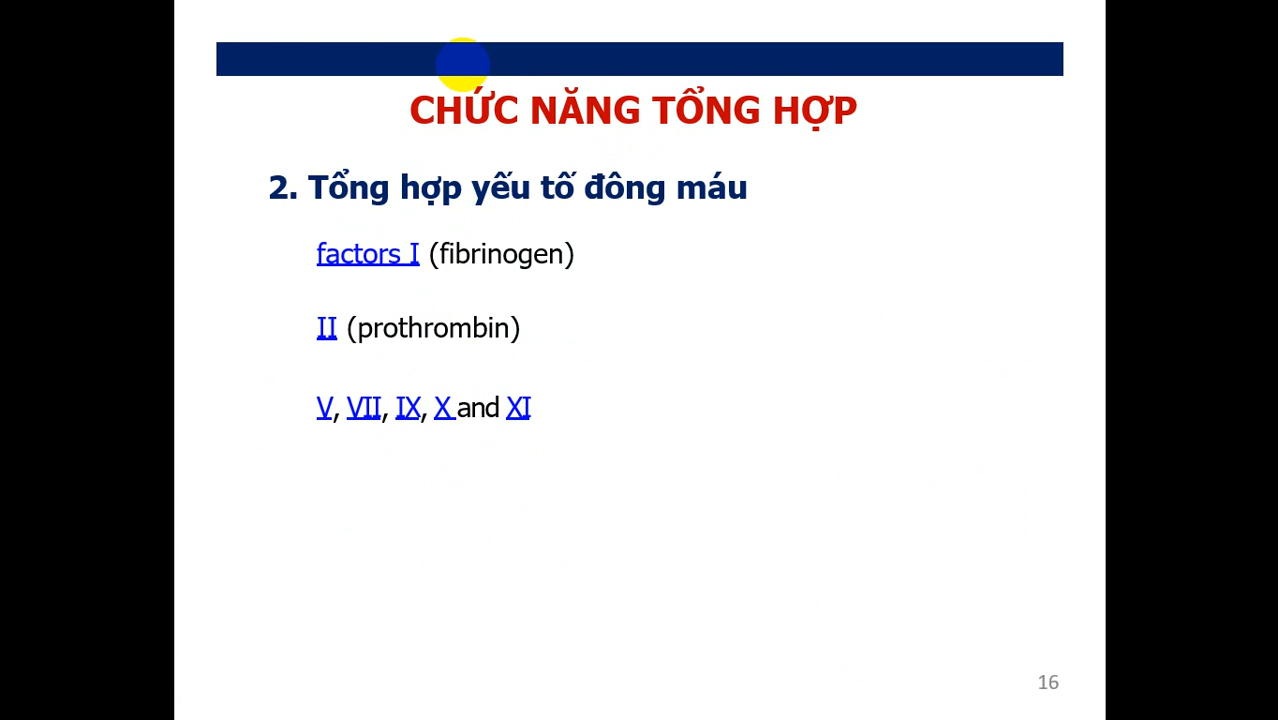 CHỨC NĂNG TỔNG HỢP
2. Tổng hợp yếu tố đông máu
factors I (fibrinogen)
II (prothrombin)
V, VII, IX, X and XI
16